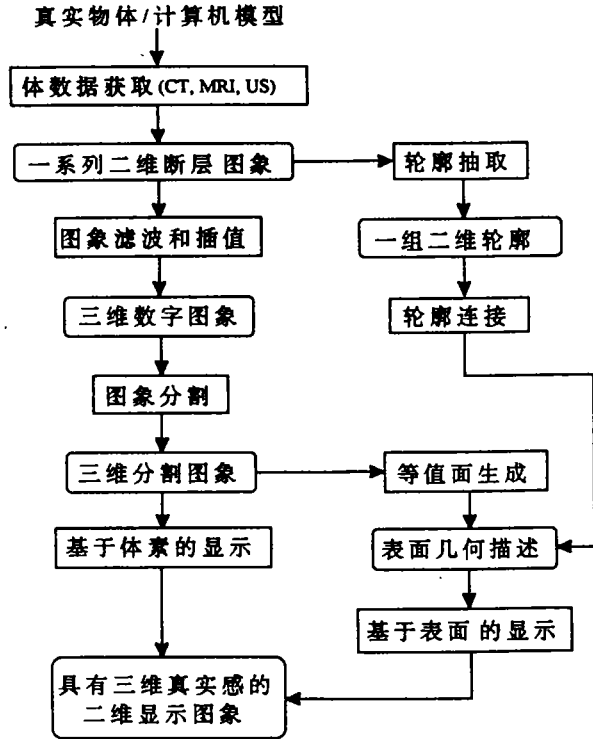 真实物体/计算机模型
体数据获取(CT, MRI, US)
一系列二维断层图象
轮廓抽取
图象滤波和插值
一组二维轮廓
三维数字图象
轮廓连接
图象分割
三维分割图象
等值面生成
基于体素的显示
表面几何描述
基于表面的显示
具有三维真实感的
二维显示图象